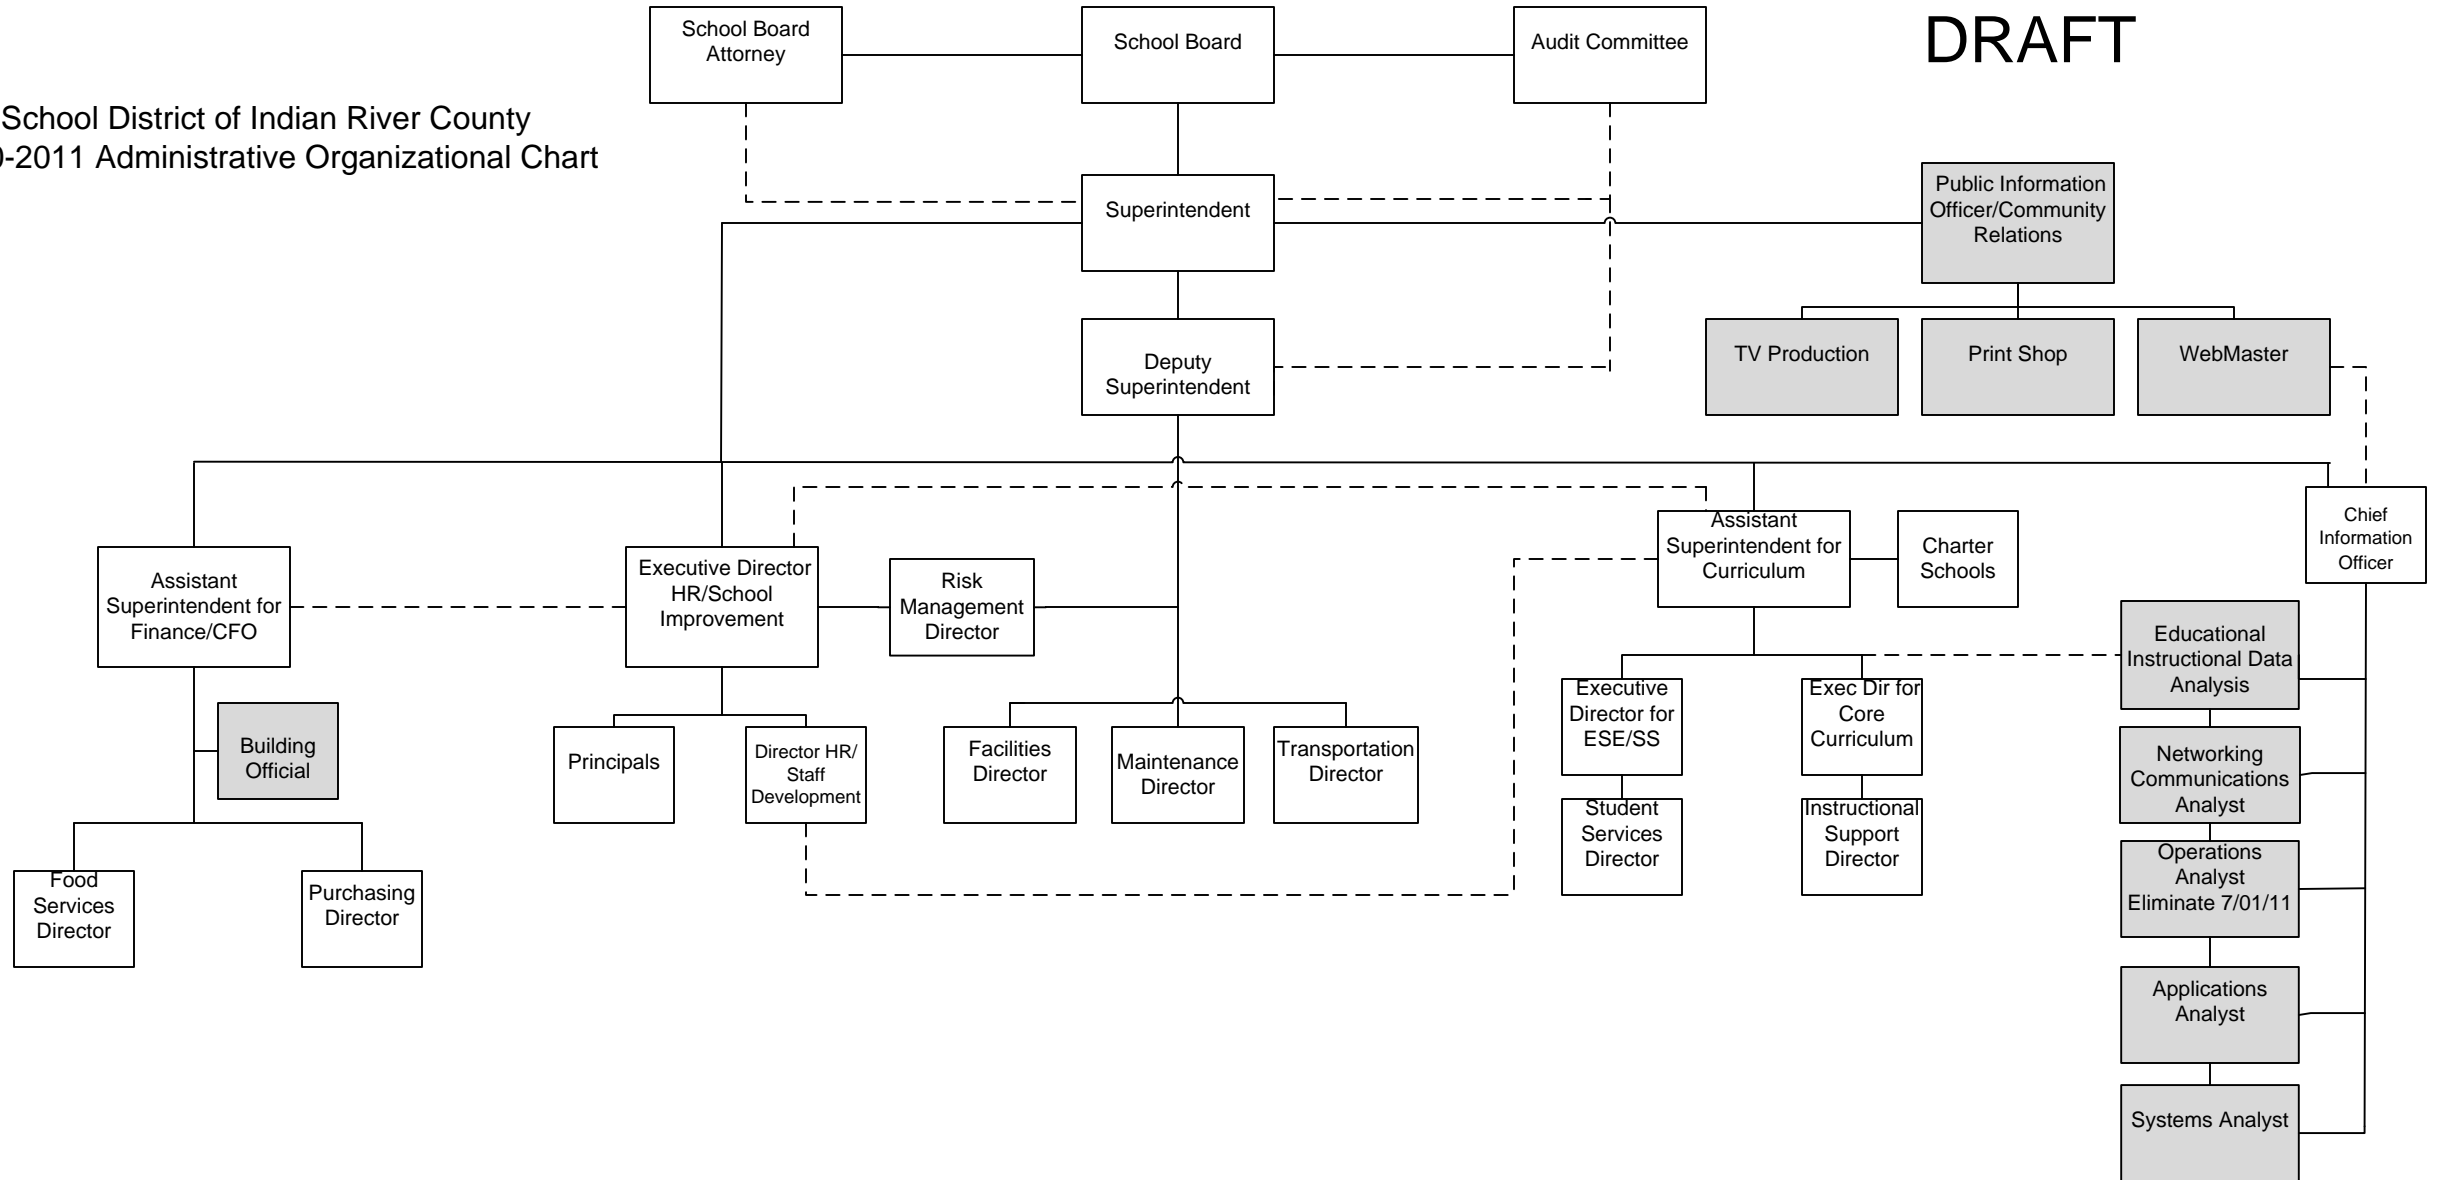 DRAFT
School District of Indian River County
-2011 Administrative Organizational Chart
School Board
Attorney
School Board
Audit Committee
Superintendent
Public Information
Officer/Community
Relations
Deputy
Superintendent
TV Production
Print Shop
WebMaster
Assistant
Superintendent for
Finance/CFO
Executive Director
HR/School
Improvement
Risk
Management
Director
Assistant
Superintendent for
Curriculum
Charter
Schools
Chief
Information
Officer
Building
Official
Principals
Director HR/
Staff
Development
Facilities
Director
Maintenance
Director
Transportation
Director
Executive
Director for
ESE/SS
Exec Dir for
Core
Curriculum
Educational
Instructional Data
Analysis
Networking
Communications
Analyst
Food
Services
Director
Purchasing
Director
Student
Services
Director
Instructional
Support
Director
Operations
Analyst
Eliminate 7/01/11
Applications
Analyst
Systems Analyst